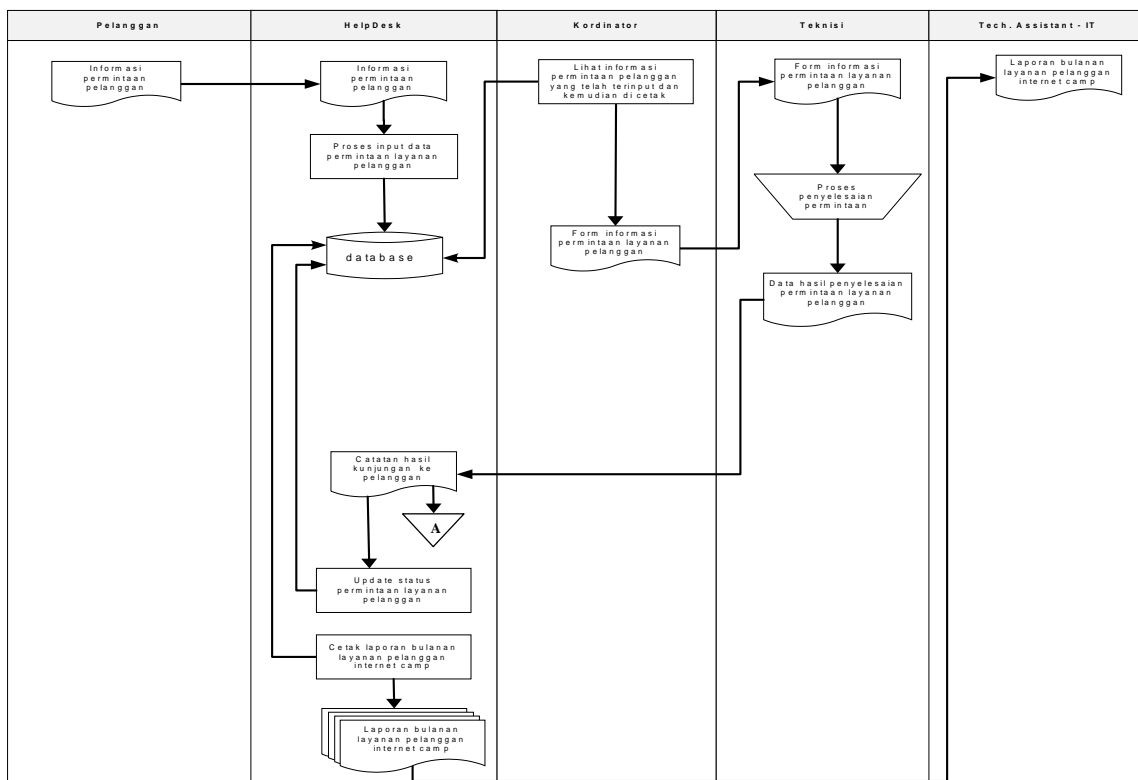 Pelanggan
HelpDesk
Kordinator
Teknisi
Tech. Assistant - IT
Informasi
permintaan
pelanggan
Informasi
permintaan
pelanggan
Proses input data
permintaan layanan
pelanggan
database
Lihat informasi
permintaan pelanggan
yang telah terinput dan
kemudian di cetak
Form informasi
permintaan layanan
pelanggan
Form informasi
permintaan layanan
pelanggan
Proses
penyelesaian
permintaan
Data hasil penyelesaian
permintaan layanan
pelanggan
Laporan bulanan
layanan pelanggan
internet camp
Catatan hasil
kunjungan ke
pelanggan
A
Update status
permintaan layanan
pelanggan
Cetak laporan bulanan
layanan pelanggan
internet camp
Laporan bulanan
layanan pelanggan
internet camp